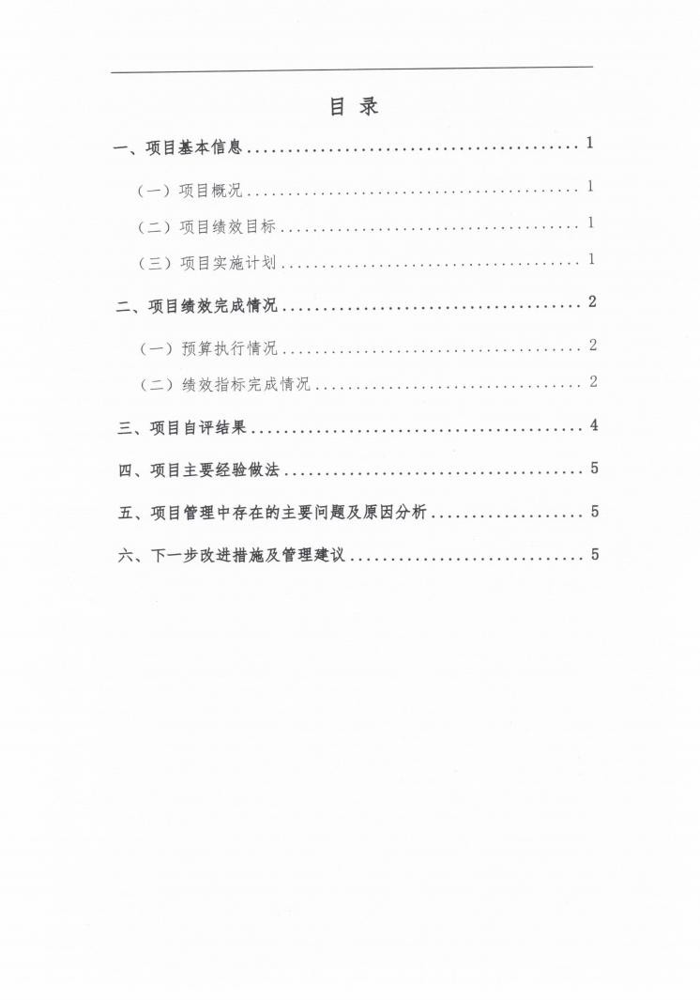 目 录
一、项目基本信息........................................1
（一）项目概况........................................1
（二）项目绩效目标....................................1
（三）项目实施计划....................................1
二、项目绩效完成情况....................................2
（一）预算执行情况....................................2
（二）绩效指标完成情况................................2
三、项目自评结果........................................4
四、项目主要经验做法....................................5
五、项目管理中存在的主要问题及原因分析...................5
六、下一步改进措施及管理建议............................5